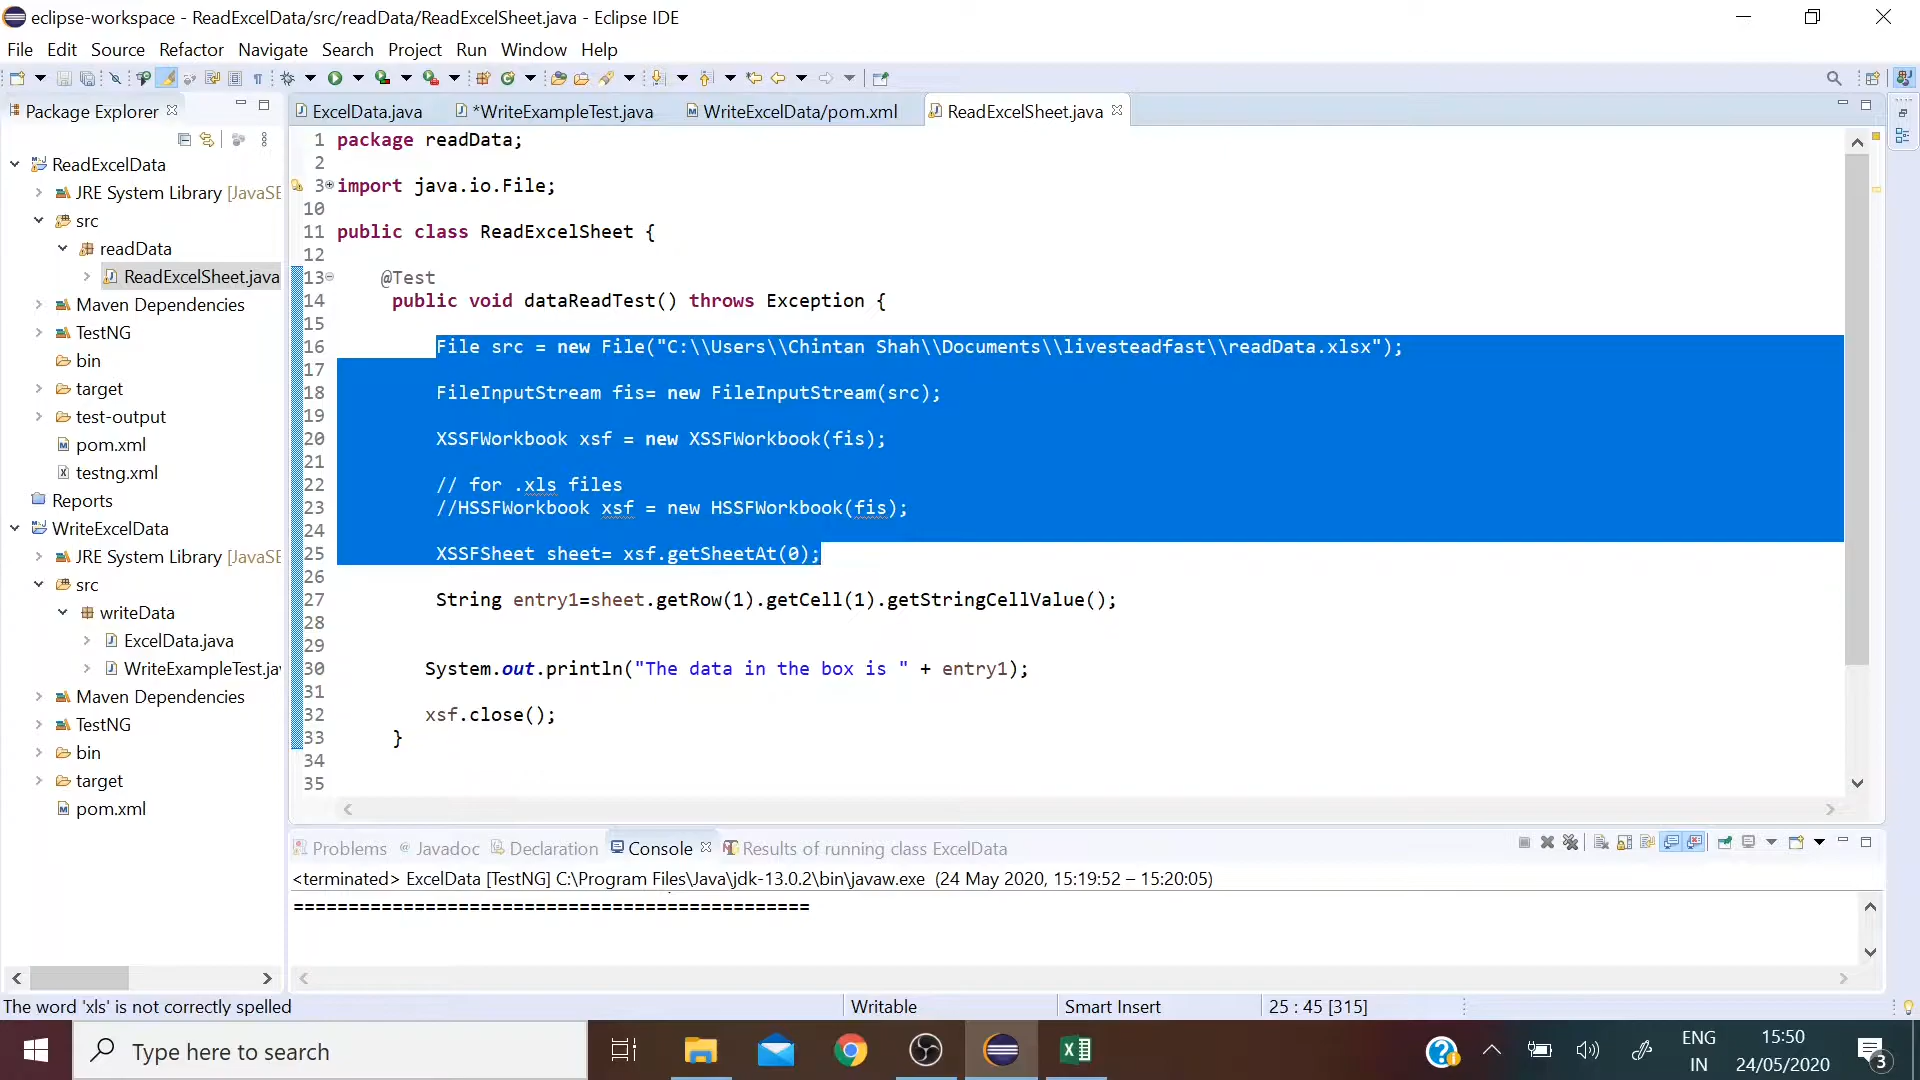 eclipse-workspace - ReadExcelData/src/readData/ReadExcelSheet.java - Eclipse IDE
File Edit Source Refactor Navigate Search Project Run Window Help
Package Explorer
ReadExcelData
JRE System Library [JavaSE
src
readData
ReadExcelSheet.java
Maven Dependencies
TestNG
bin
target
test-output
pom.xml
testng.xml
Reports
WriteExcelData
JRE System Library [JavaSE
src
writeData
ExcelData.java
WriteExampleTest.jav
Maven Dependencies
TestNG
bin
target
pom.xml
ExcelData.java *WriteExampleTest.java WriteExcelData/pom.xml ReadExcelSheet.java
1 package readData;
2
3 import java.io.File;
10
11 public class ReadExcelSheet {
12
13 @Test
14 public void dataReadTest() throws Exception {
15
16 File src = new File("C:\\Users\\Chintan Shah\\Documents\\livesteadfast\\readData.xlsx");
17
18 FileInputStream fis= new FileInputStream(src);
19
20 XSSFWorkbook xsf = new XSSFWorkbook(fis);
21
22 // for .xls files
23 //HSSFWorkbook xsf = new HSSFWorkbook(fis);
24
25 XSSFSheet sheet= xsf.getSheetAt(0);
26
27 String entry1=sheet.getRow(1).getCell(1).getStringCellValue();
28
29
30 System.out.println("The data in the box is " + entry1);
31
32 xsf.close();
33 }
34
35
Problems Javadoc Declaration Console Results of running class ExcelData
<terminated> ExcelData [TestNG] C:\Program Files\Java\jdk-13.0.2\bin\javaw.exe (24 May 2020, 15:19:52 – 15:20:05)
===============================================
The word 'xls' is not correctly spelled Writable Smart Insert 25 : 45 [315]
Type here to search
ENG
IN
15:50
24/05/2020
3